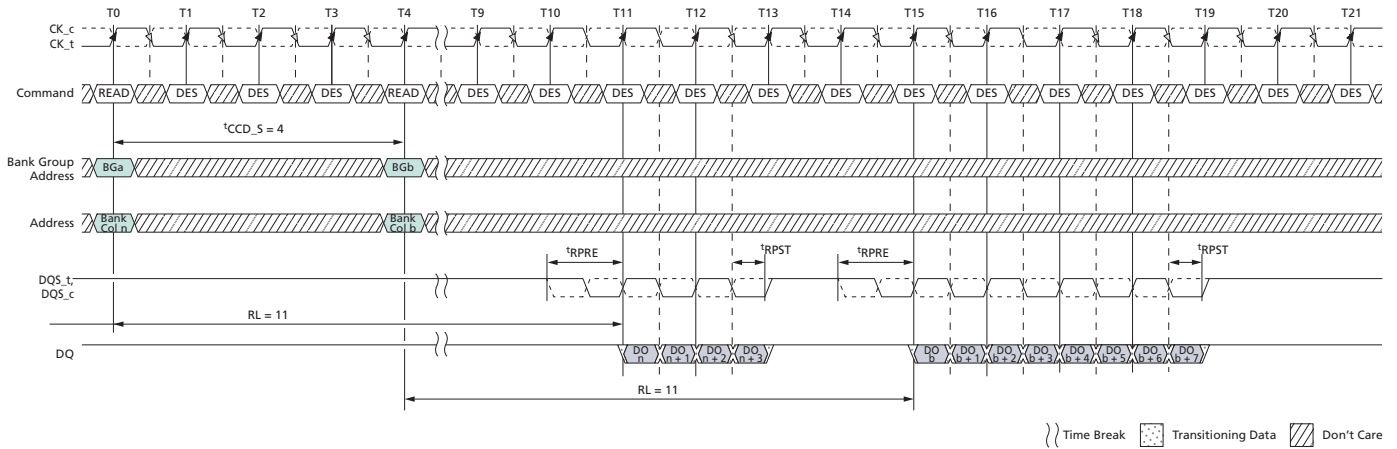 T0 T1 T2 T3 T4 T9 T10 T11 T12 T13 T14 T15 T16 T17 T18 T19 T20 T21
CK_c
CK_t
Command READ DES DES DES READ DES DES DES DES DES DES DES DES DES DES DES DES DES
tCCD_S = 4
Bank Group
Address
BGa BGb
Address
Bank
Col n
Bank
Col b
tRPRE tRPST tRPRE tRPST
DQS_t,
DQS_c
RL = 11
DQ
DO
n
DO
n + 1
DO
n + 2
DO
n + 3
DO
b
DO
b + 1
DO
b + 2
DO
b + 3
DO
b + 4
DO
b + 5
DO
b + 6
DO
b + 7
RL = 11
Time Break Transitioning Data Don't Care